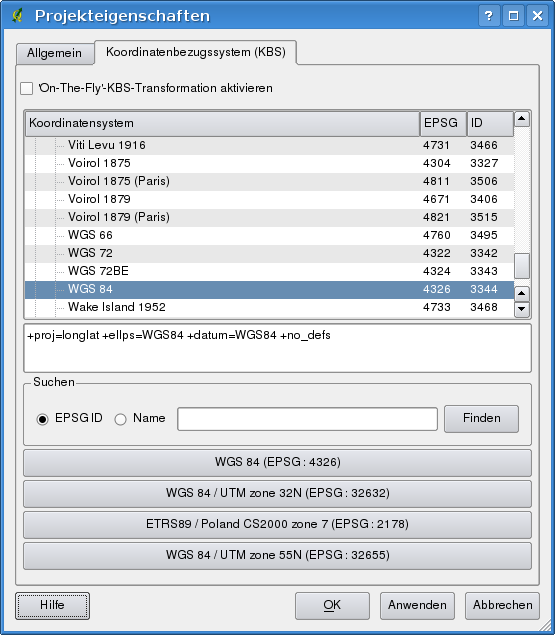 Projekteigenschaften
Allgemein Koordinatenbezugssystem (KBS)
'On-The-Fly'-KBS-Transformation aktivieren
Koordinatensystem EPSG ID
Viti Levu 1916 4731 3466
Voirol 1875 4304 3327
Voirol 1875 (Paris) 4811 3506
Voirol 1879 4671 3406
Voirol 1879 (Paris) 4821 3515
WGS 66 4760 3495
WGS 72 4322 3342
WGS 72BE 4324 3343
WGS 84 4326 3344
Wake Island 1952 4733 3468
+proj=longlat +ellps=WGS84 +datum=WGS84 +no_defs
Suchen
EPSG ID Name Finden
WGS 84 (EPSG : 4326)
WGS 84 / UTM zone 32N (EPSG : 32632)
ETRS89 / Poland CS2000 zone 7 (EPSG : 2178)
WGS 84 / UTM zone 55N (EPSG : 32655)
Hilfe OK Anwenden Abbrechen